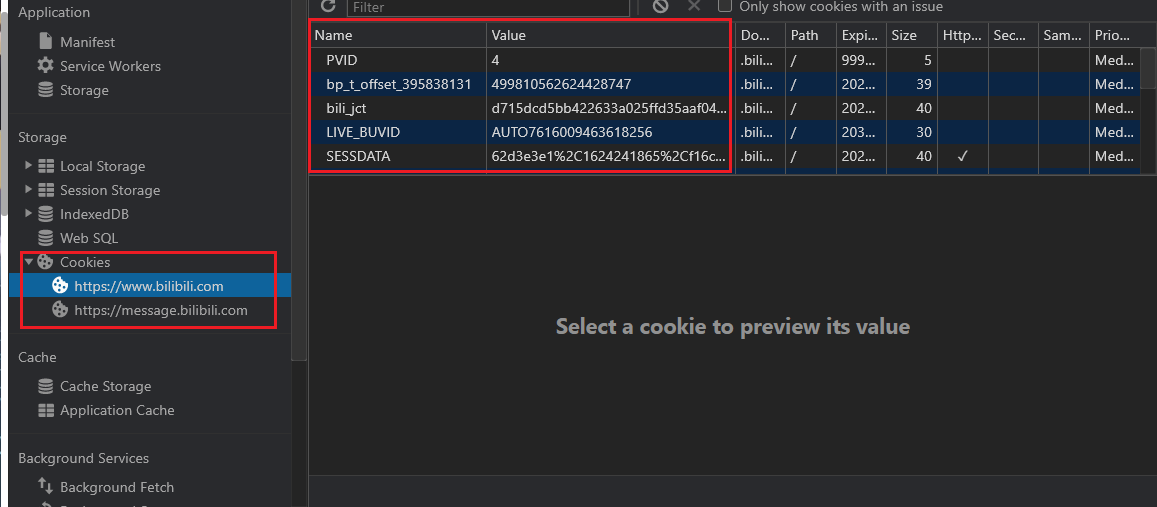 Application
Manifest
Service Workers
Storage
Storage
Local Storage
Session Storage
IndexedDB
Web SQL
Cookies
https://www.bilibili.com
https://message.bilibili.com
Cache
Cache Storage
Application Cache
Background Services
Background Fetch
Filter
Only show cookies with an issue
Name Value Do... Path Expi... Size Http... Sec... Sam... Prio...
PVID 4 .bili... / 999... 5 Med...
bp_t_offset_395838131 499810562624428747 .bili... / 202... 39 Med...
bili_jct d715dcd5bb422633a025ffd35aaf04... .bili... / 202... 40 Med...
LIVE_BUVID AUTO7616009463618256 .bili... / 203... 30 Med...
SESSDATA 62d3e3e1%2C1624241865%2Cf16c... .bili... / 202... 40 ✓ Med...
Select a cookie to preview its value